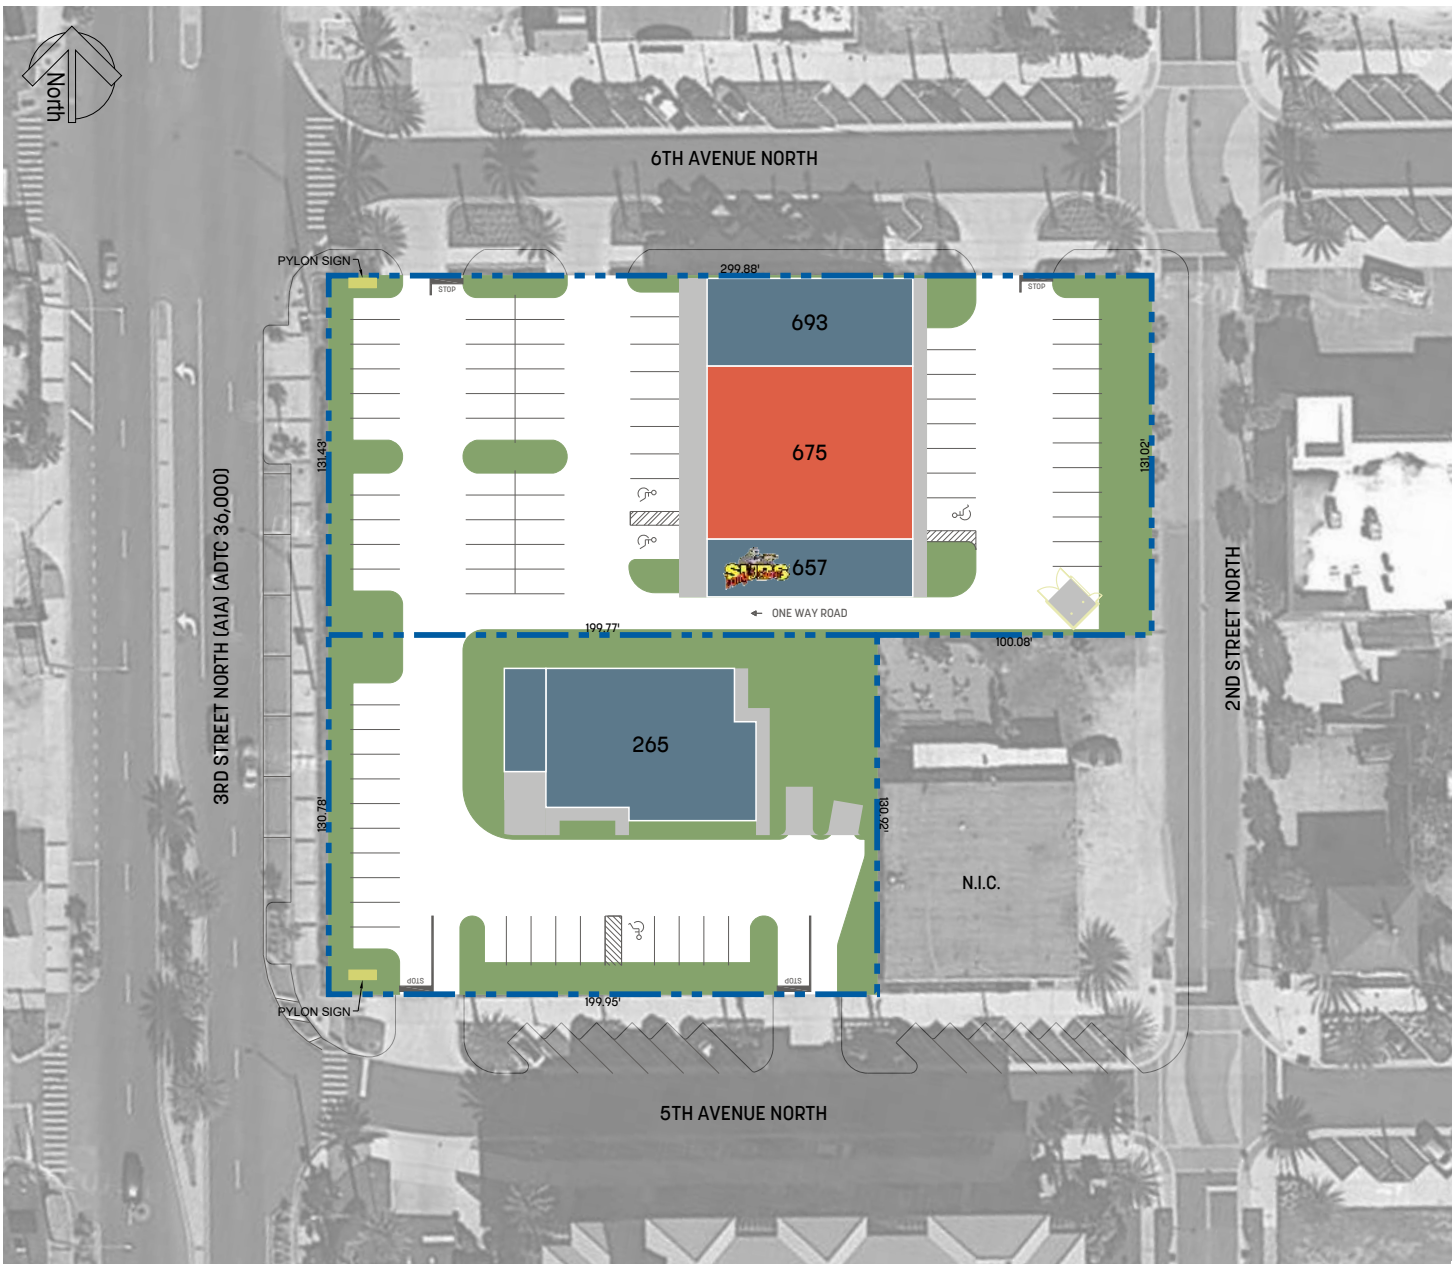 North
6TH AVENUE NORTH
PYLON SIGN
299.88'
STOP
STOP
693
131.43'
675
131.02'
3RD STREET NORTH (A1A) (ADTC 36,000)
SUBS
657
ONE WAY ROAD
199.77'
100.08'
2ND STREET NORTH
265
130.78'
130.92'
N.I.C.
STOP
STOP
199.95'
PYLON SIGN
5TH AVENUE NORTH